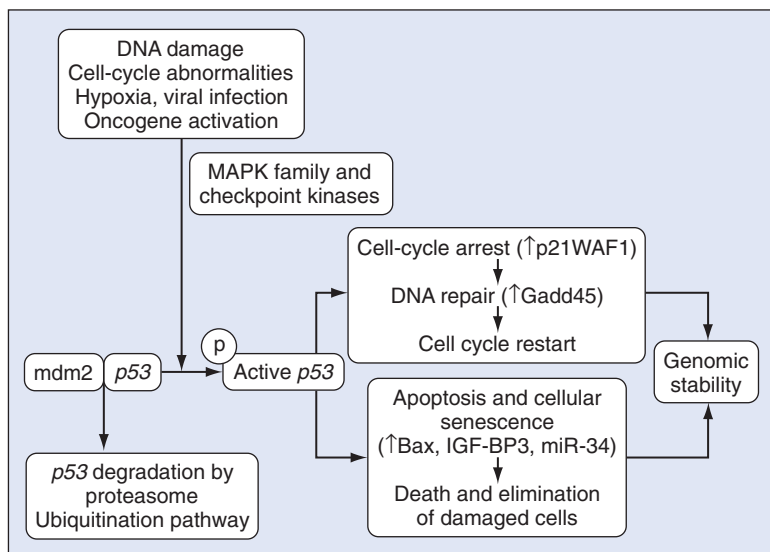 DNA damage
Cell-cycle abnormalities
Hypoxia, viral infection
Oncogene activation
MAPK family and
checkpoint kinases
Cell-cycle arrest (↑p21WAF1)
DNA repair (↑Gadd45)
Cell cycle restart
p
mdm2
p53
Active p53
Genomic
stability
Apoptosis and cellular
senescence
(↑Bax, IGF-BP3, miR-34)
Death and elimination
of damaged cells
p53 degradation by
proteasome
Ubiquitination pathway